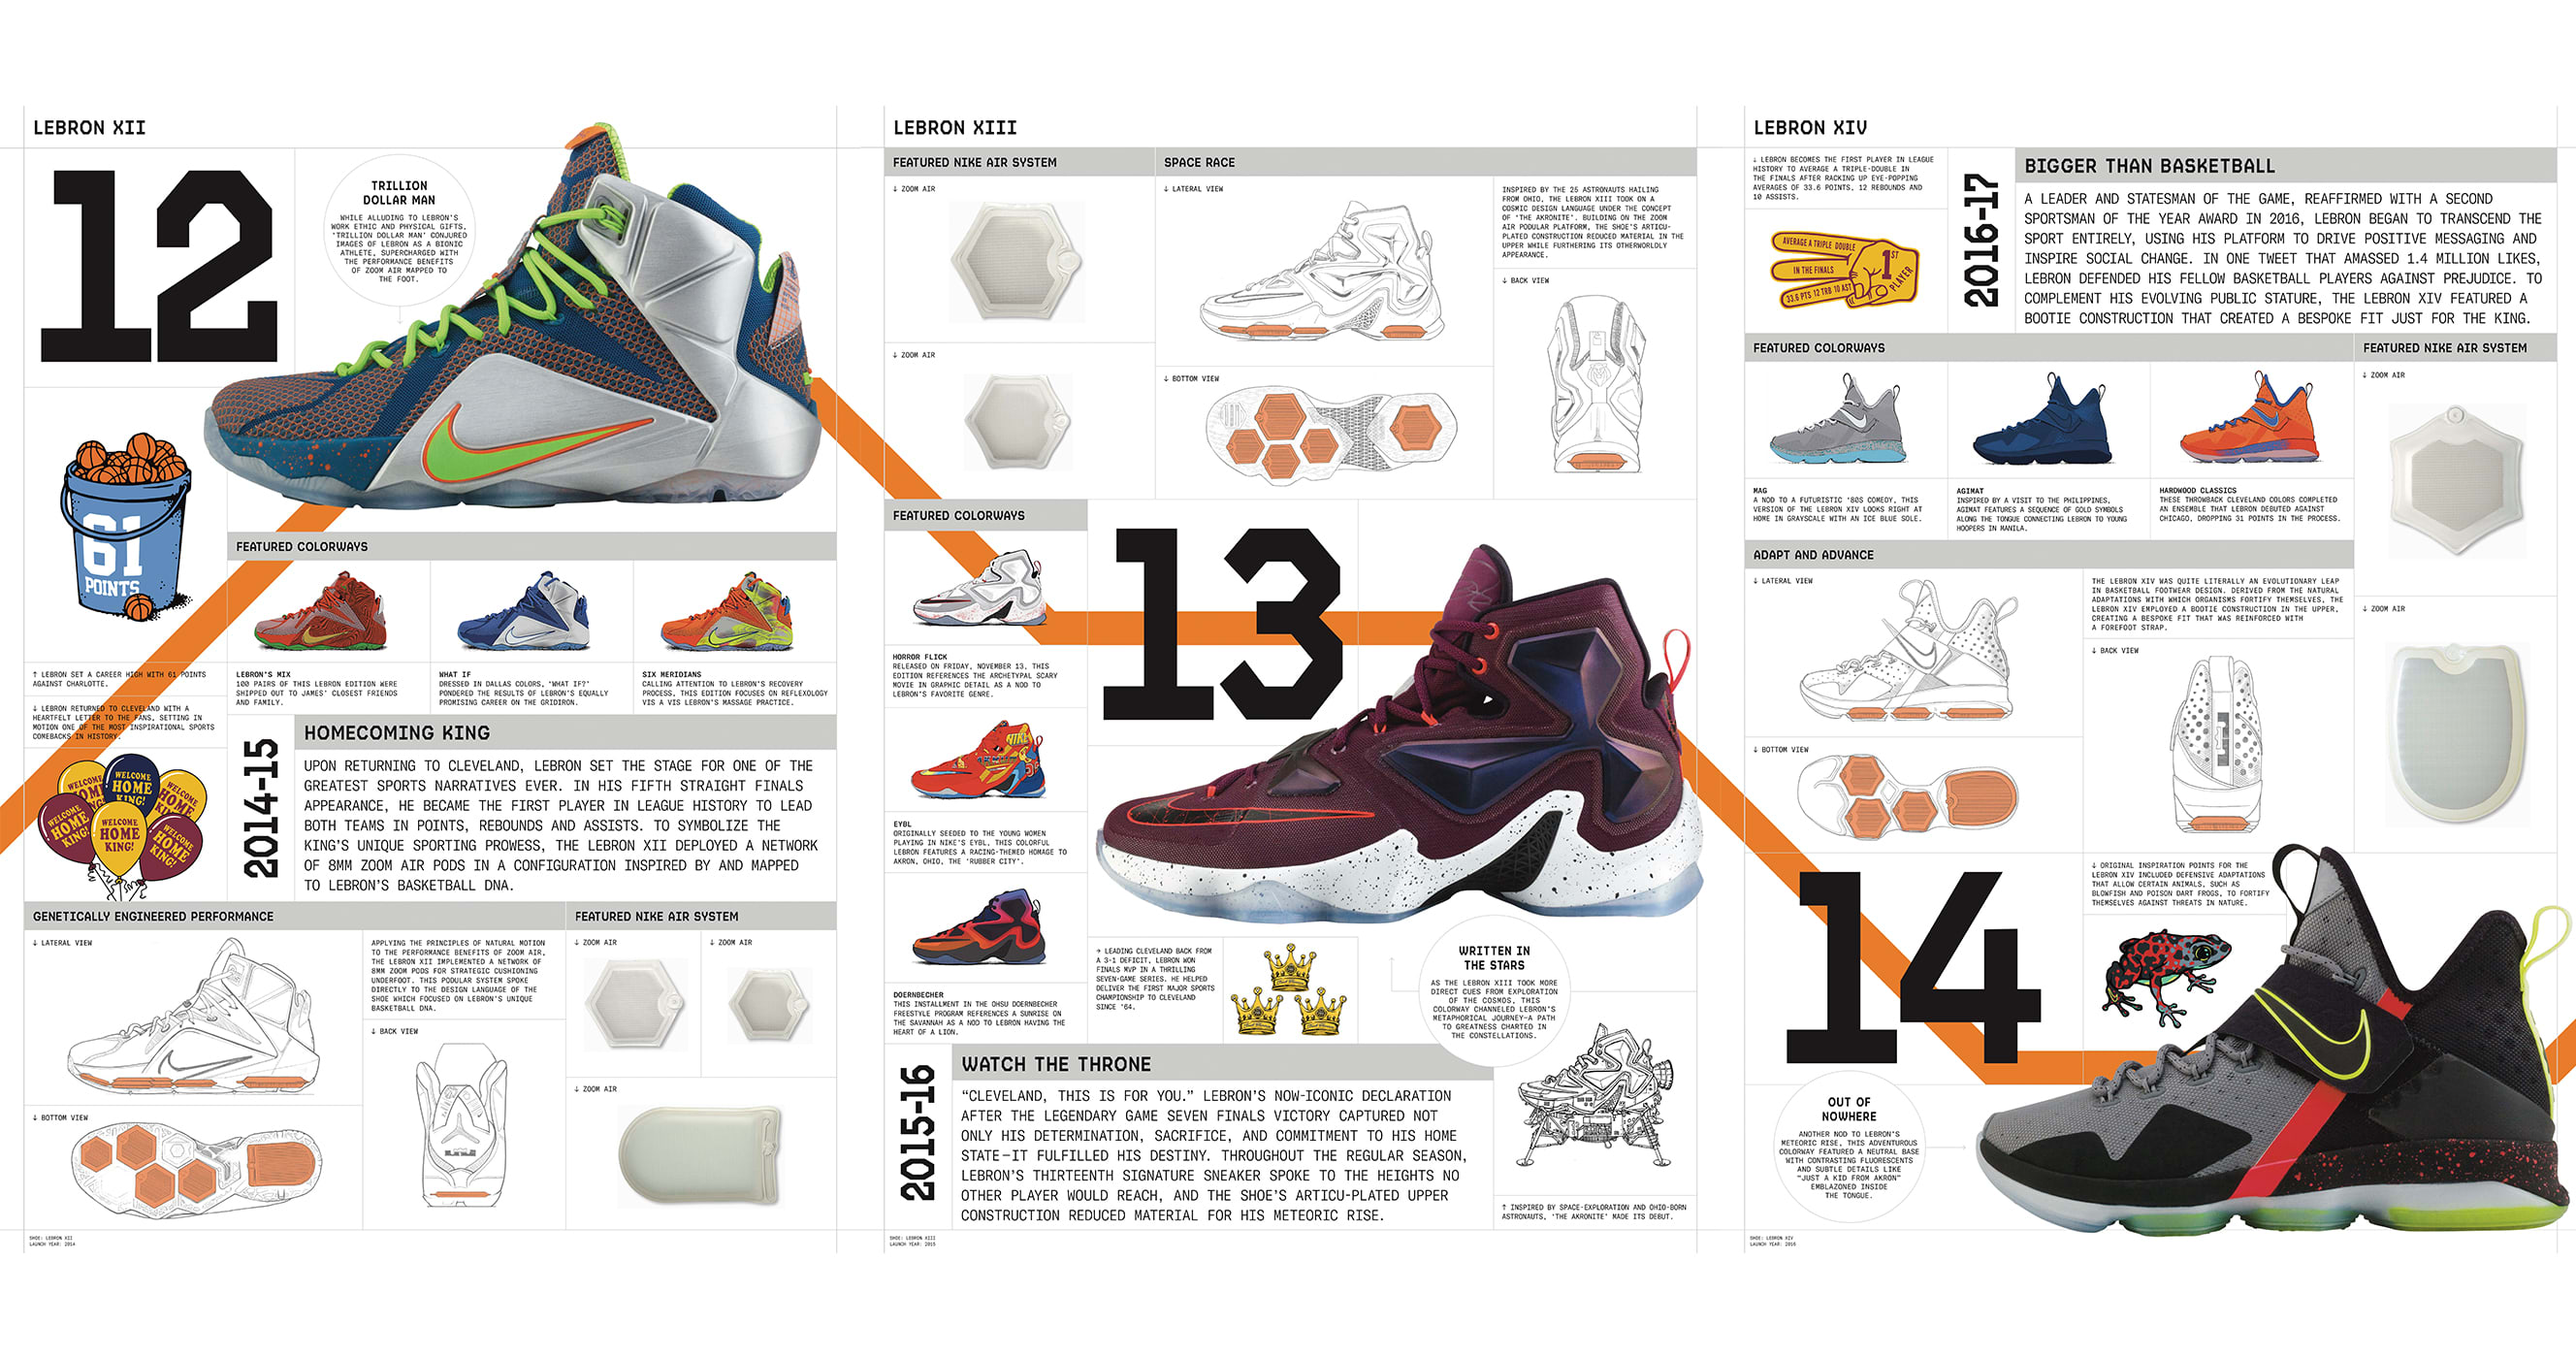 LEBRON XII
12
TRILLION
DOLLAR MAN
WHILE ALLUDING TO LEBRON'S
WORK ETHIC AND PHYSICAL GIFTS,
'TRILLION DOLLAR MAN' CONJURED
IMAGES OF LEBRON AS A BIONIC
ATHLETE, SUPERCHARGED WITH
THE PERFORMANCE BENEFITS
OF ZOOM AIR MAPPED TO
THE FOOT.
61
POINTS
↑ LEBRON SET A CAREER HIGH WITH 61 POINTS
AGAINST CHARLOTTE.
↓ LEBRON RETURNED TO CLEVELAND WITH A
HEARTFELT LETTER TO THE FANS, SETTING IN
MOTION ONE OF THE MOST INSPIRATIONAL SPORTS
COMEBACKS IN HISTORY.
WELCOME
HOME
KING!
WELCOME
HOME
KING!
WELCOME
HOME
KING!
WELCOME
HOME
KING!
WELCOME
HOME
KING!
WELCOME
HOME
KING!
FEATURED COLORWAYS
LEBRON'S MIX
100 PAIRS OF THIS LEBRON EDITION WERE
SHIPPED OUT TO JAMES' CLOSEST FRIENDS
AND FAMILY.
WHAT IF
DRESSED IN DALLAS COLORS, 'WHAT IF?'
PONDERED THE RESULTS OF LEBRON'S EQUALLY
PROMISING CAREER ON THE GRIDIRON.
SIX MERIDIANS
CALLING ATTENTION TO LEBRON'S RECOVERY
PROCESS, THIS EDITION FOCUSES ON REFLEXOLOGY
VIS A VIS LEBRON'S MASSAGE PRACTICE.
2014-15
HOMECOMING KING
UPON RETURNING TO CLEVELAND, LEBRON SET THE STAGE FOR ONE OF THE
GREATEST SPORTS NARRATIVES EVER. IN HIS FIFTH STRAIGHT FINALS
APPEARANCE, HE BECAME THE FIRST PLAYER IN LEAGUE HISTORY TO LEAD
BOTH TEAMS IN POINTS, REBOUNDS AND ASSISTS. TO SYMBOLIZE THE
KING'S UNIQUE SPORTING PROWESS, THE LEBRON XII DEPLOYED A NETWORK
OF 8MM ZOOM AIR PODS IN A CONFIGURATION INSPIRED BY AND MAPPED
TO LEBRON'S BASKETBALL DNA.
GENETICALLY ENGINEERED PERFORMANCE
↓ LATERAL VIEW
↓ BOTTOM VIEW
APPLYING THE PRINCIPLES OF NATURAL MOTION
TO THE PERFORMANCE BENEFITS OF ZOOM AIR,
THE LEBRON XII IMPLEMENTED A NETWORK OF
8MM ZOOM PODS FOR STRATEGIC CUSHIONING
UNDERFOOT. THIS PODULAR SYSTEM SPOKE
DIRECTLY TO THE DESIGN LANGUAGE OF THE
SHOE WHICH FOCUSED ON LEBRON'S UNIQUE
BASKETBALL DNA.
↓ BACK VIEW
FEATURED NIKE AIR SYSTEM
↓ ZOOM AIR
↓ ZOOM AIR
↓ ZOOM AIR
SHOE: LEBRON XII
LAUNCH YEAR: 2014
LEBRON XIII
FEATURED NIKE AIR SYSTEM
↓ ZOOM AIR
↓ ZOOM AIR
SPACE RACE
↓ LATERAL VIEW
↓ BOTTOM VIEW
INSPIRED BY THE 25 ASTRONAUTS HAILING
FROM OHIO, THE LEBRON XIII TOOK ON A
COSMIC DESIGN LANGUAGE UNDER THE CONCEPT
OF 'THE AKRONITE'. BUILDING ON THE ZOOM
AIR PODULAR PLATFORM, THE SHOE'S ARTICU-
PLATED CONSTRUCTION REDUCED MATERIAL IN THE
UPPER WHILE FURTHERING ITS OTHERWORLDLY
APPEARANCE.
↓ BACK VIEW
FEATURED COLORWAYS
HORROR FLICK
RELEASED ON FRIDAY, NOVEMBER 13, THIS
EDITION REFERENCES THE ARCHETYPAL SCARY
MOVIE IN GRAPHIC DETAIL AS A NOD TO
LEBRON'S FAVORITE GENRE.
EYBL
ORIGINALLY SEEDED TO THE YOUNG WOMEN
PLAYING IN NIKE'S EYBL, THIS COLORFUL
LEBRON FEATURES A RACING-THEMED HOMAGE TO
AKRON, OHIO, THE 'RUBBER CITY'.
DOERNBECHER
THIS INSTALLMENT IN THE OHSU DOERNBECHER
FREESTYLE PROGRAM REFERENCES A SUNRISE ON
THE SAVANNAH AS A NOD TO LEBRON HAVING THE
HEART OF A LION.
13
→ LEADING CLEVELAND BACK FROM
A 3-1 DEFICIT, LEBRON WON
FINALS MVP IN A THRILLING
SEVEN-GAME SERIES. HE HELPED
DELIVER THE FIRST MAJOR SPORTS
CHAMPIONSHIP TO CLEVELAND
SINCE '64.
WRITTEN IN
THE STARS
AS THE LEBRON XIII TOOK MORE
DIRECT CUES FROM EXPLORATION
OF THE COSMOS, THIS
COLORWAY CHANNELED LEBRON'S
METAPHORICAL JOURNEY—A PATH
TO GREATNESS CHARTED IN
THE CONSTELLATIONS.
2015-16
WATCH THE THRONE
“CLEVELAND, THIS IS FOR YOU.” LEBRON'S NOW-ICONIC DECLARATION
AFTER THE LEGENDARY GAME SEVEN FINALS VICTORY CAPTURED NOT
ONLY HIS DETERMINATION, SACRIFICE, AND COMMITMENT TO HIS HOME
STATE—IT FULFILLED HIS DESTINY. THROUGHOUT THE REGULAR SEASON,
LEBRON'S THIRTEENTH SIGNATURE SNEAKER SPOKE TO THE HEIGHTS NO
OTHER PLAYER WOULD REACH, AND THE SHOE'S ARTICU-PLATED UPPER
CONSTRUCTION REDUCED MATERIAL FOR HIS METEORIC RISE.
↑ INSPIRED BY SPACE-EXPLORATION AND OHIO-BORN
ASTRONAUTS, 'THE AKRONITE' MADE ITS DEBUT.
SHOE: LEBRON XIII
LAUNCH YEAR: 2015
LEBRON XIV
↓ LEBRON BECOMES THE FIRST PLAYER IN LEAGUE
HISTORY TO AVERAGE A TRIPLE-DOUBLE IN
THE FINALS AFTER RACKING UP EYE-POPPING
AVERAGES OF 33.6 POINTS, 12 REBOUNDS AND
10 ASSISTS.
AVERAGE A TRIPLE DOUBLE
IN THE FINALS
33.6 PTS 12 TRB 10 AST
1ST
PLAYER
2016-17
BIGGER THAN BASKETBALL
A LEADER AND STATESMAN OF THE GAME, REAFFIRMED WITH A SECOND
SPORTSMAN OF THE YEAR AWARD IN 2016, LEBRON BEGAN TO TRANSCEND THE
SPORT ENTIRELY, USING HIS PLATFORM TO DRIVE POSITIVE MESSAGING AND
INSPIRE SOCIAL CHANGE. IN ONE TWEET THAT AMASSED 1.4 MILLION LIKES,
LEBRON DEFENDED HIS FELLOW BASKETBALL PLAYERS AGAINST PREJUDICE. TO
COMPLEMENT HIS EVOLVING PUBLIC STATURE, THE LEBRON XIV FEATURED A
BOOTIE CONSTRUCTION THAT CREATED A BESPOKE FIT JUST FOR THE KING.
FEATURED COLORWAYS
MAG
A NOD TO A FUTURISTIC '80S COMEDY, THIS
VERSION OF THE LEBRON XIV LOOKS RIGHT AT
HOME IN GRAYSCALE WITH AN ICE BLUE SOLE.
AGIMAT
INSPIRED BY A VISIT TO THE PHILIPPINES,
AGIMAT FEATURES A SEQUENCE OF GOLD SYMBOLS
ALONG THE TONGUE CONNECTING LEBRON TO YOUNG
HOOPERS IN MANILA.
HARDWOOD CLASSICS
THESE THROWBACK CLEVELAND COLORS COMPLETED
AN ENSEMBLE THAT LEBRON DEBUTED AGAINST
CHICAGO, DROPPING 31 POINTS IN THE PROCESS.
FEATURED NIKE AIR SYSTEM
↓ ZOOM AIR
↓ ZOOM AIR
ADAPT AND ADVANCE
↓ LATERAL VIEW
↓ BOTTOM VIEW
THE LEBRON XIV WAS QUITE LITERALLY AN EVOLUTIONARY LEAP
IN BASKETBALL FOOTWEAR DESIGN. DERIVED FROM THE NATURAL
ADAPTATIONS WITH WHICH ORGANISMS FORTIFY THEMSELVES, THE
LEBRON XIV EMPLOYED A BOOTIE CONSTRUCTION IN THE UPPER,
CREATING A BESPOKE FIT THAT WAS REINFORCED WITH
A FOREFOOT STRAP.
↓ BACK VIEW
14
↓ ORIGINAL INSPIRATION POINTS FOR THE
LEBRON XIV INCLUDED DEFENSIVE ADAPTATIONS
THAT ALLOW CERTAIN ANIMALS, SUCH AS
BLOWFISH AND POISON DART FROGS, TO FORTIFY
THEMSELVES AGAINST THREATS IN NATURE.
OUT OF
NOWHERE
ANOTHER NOD TO LEBRON'S
METEORIC RISE, THIS ADVENTUROUS
COLORWAY FEATURED A NEUTRAL BASE
WITH CONTRASTING FLUORESCENTS
AND SUBTLE DETAILS LIKE
“JUST A KID FROM AKRON”
EMBLAZONED INSIDE
THE TONGUE.
SHOE: LEBRON XIV
LAUNCH YEAR: 2016